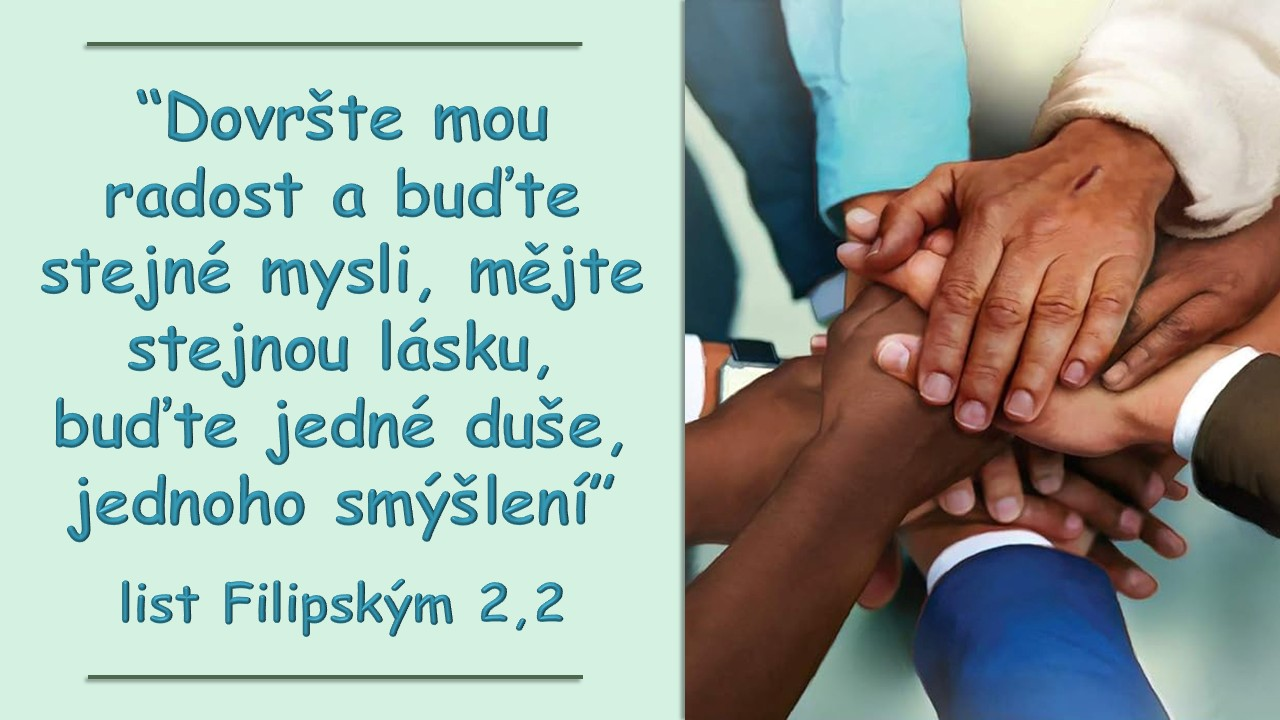 “Dovršte mou
radost a buďte
stejné mysli, mějte
stejnou lásku,
buďte jedné duše,
jednoho smýšlení”
list Filipským 2,2